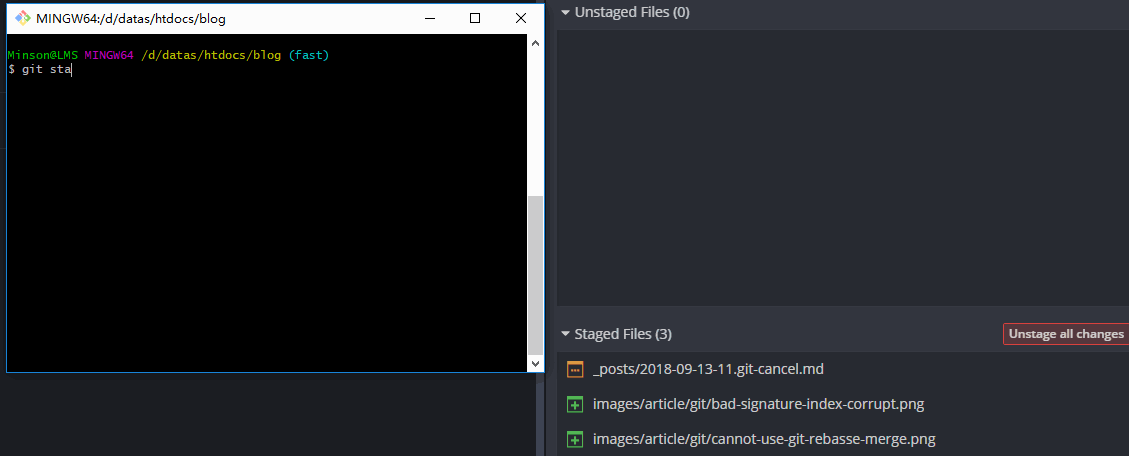 MINGW64:/d/datas/htdocs/blog
Minson@LMS MINGW64 /d/datas/htdocs/blog (fast)
$ git sta
Unstaged Files (0)
Staged Files (3)
Unstage all changes
_posts/2018-09-13-11.git-cancel.md
images/article/git/bad-signature-index-corrupt.png
images/article/git/cannot-use-git-rebasse-merge.png